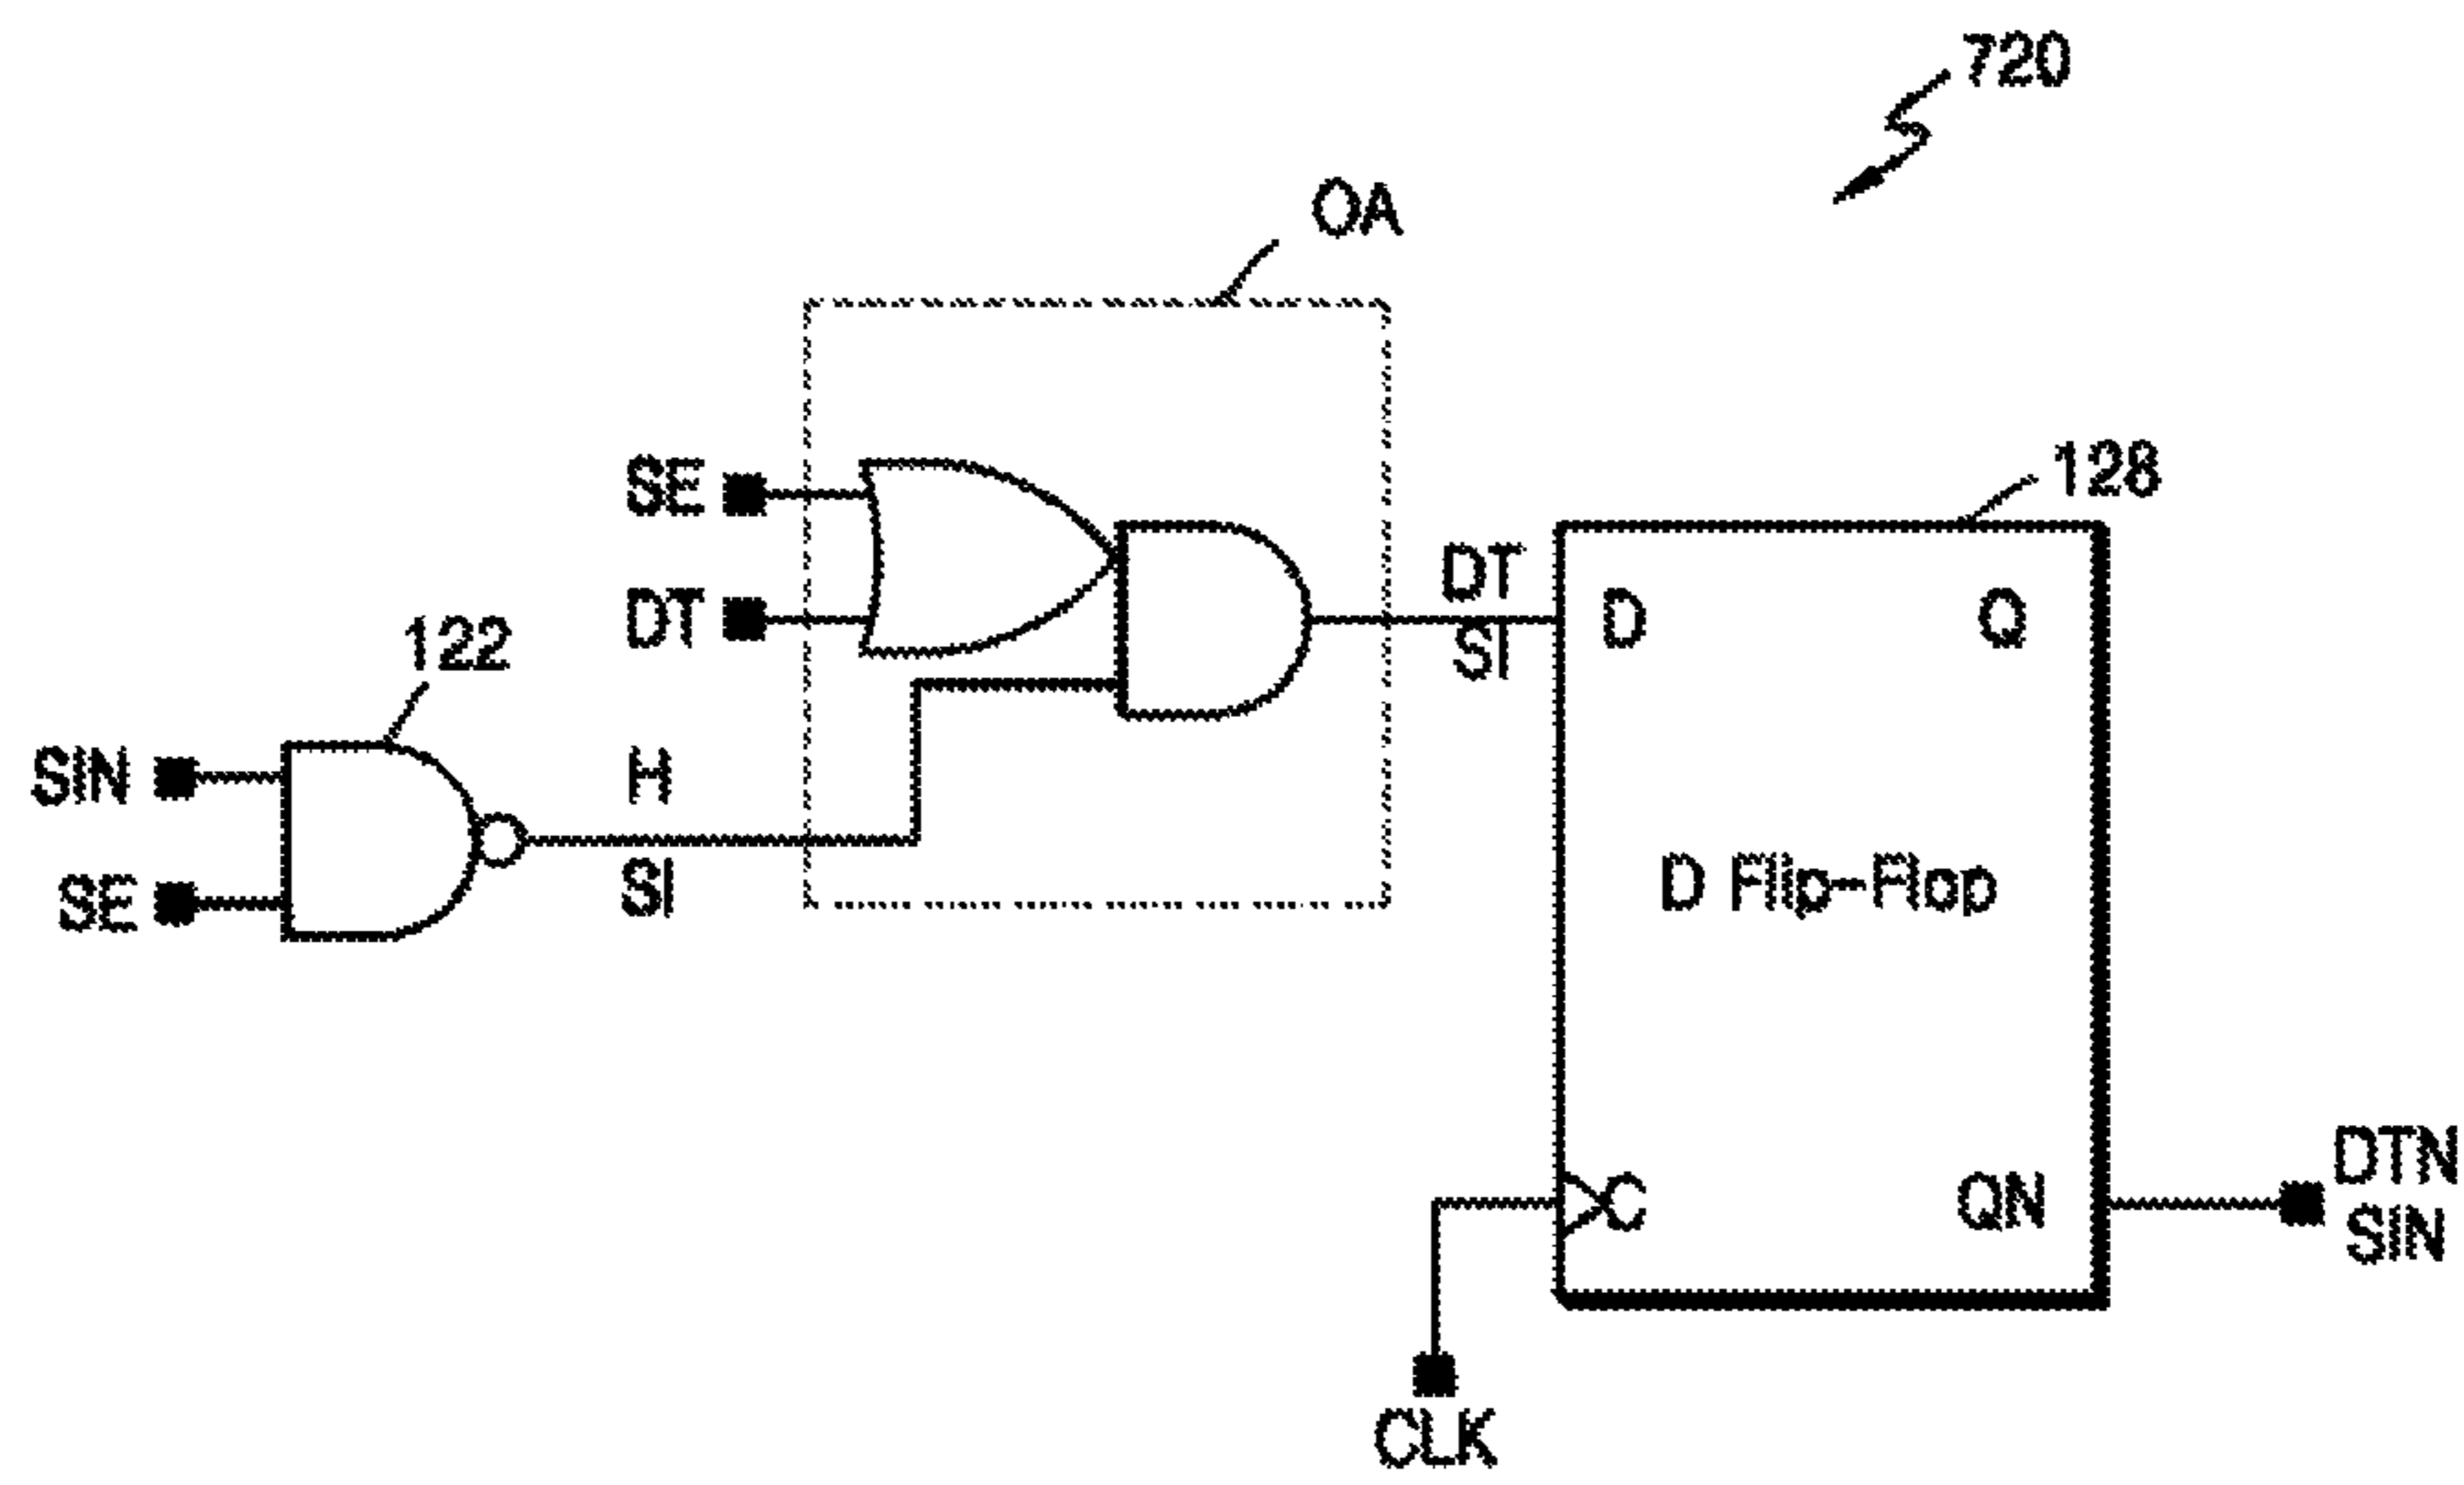 720
OA
128
SE
DT
DT
SI
D
Q
122
SIN
H
SE
SI
D Flip-Flop
C
QN
DTN
SIN
CLK